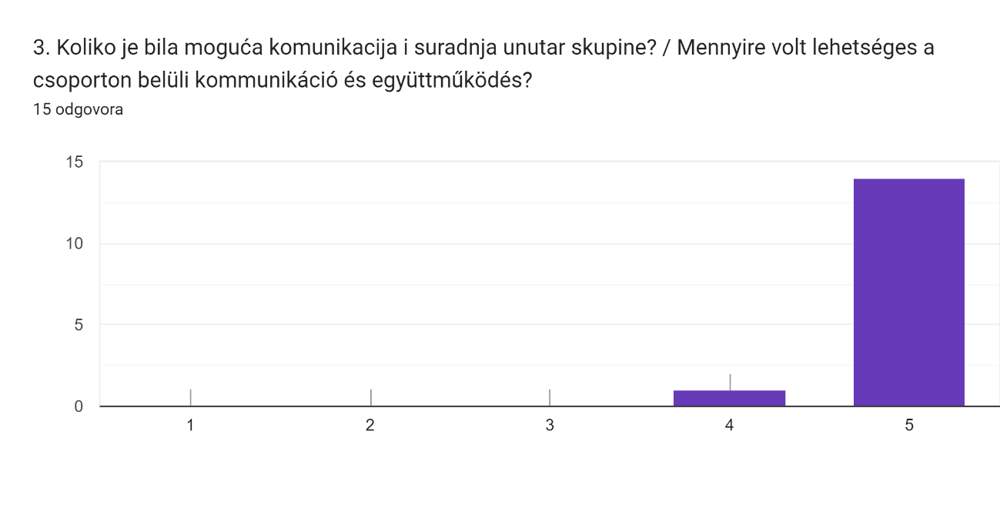 3. Koliko je bila moguća komunikacija i suradnja unutar skupine? / Mennyire volt lehetséges a
csoporton belüli kommunikáció és együttműködés?
15 odgovora
15
10
5
0
1 2 3 4 5